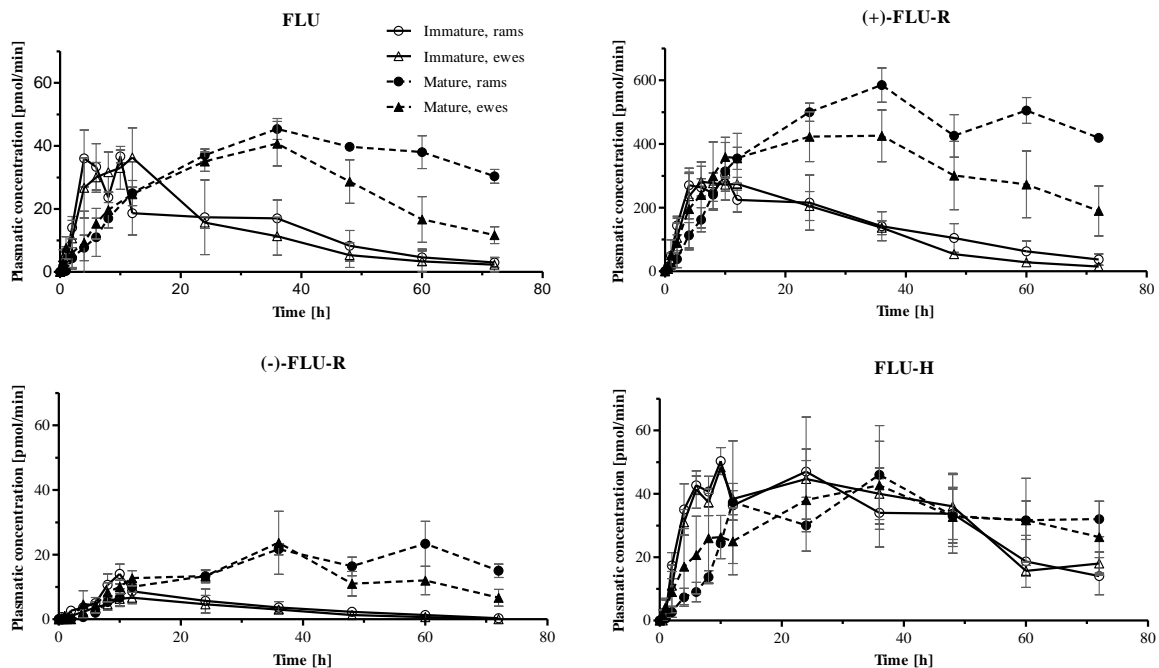 FLU
Plasmatic concentration [pmol/min]
60
40
20
0
0
20
40
60
80
Time [h]
Immature, rams
Immature, ewes
Mature, rams
Mature, ewes
(+)-FLU-R
Plasmatic concentration [pmol/min]
600
400
200
0
0
20
40
60
80
Time [h]
(-)-FLU-R
Plasmatic concentration [pmol/min]
60
40
20
0
0
20
40
60
80
Time [h]
FLU-H
Plasmatic concentration [pmol/min]
60
40
20
0
0
20
40
60
80
Time [h]